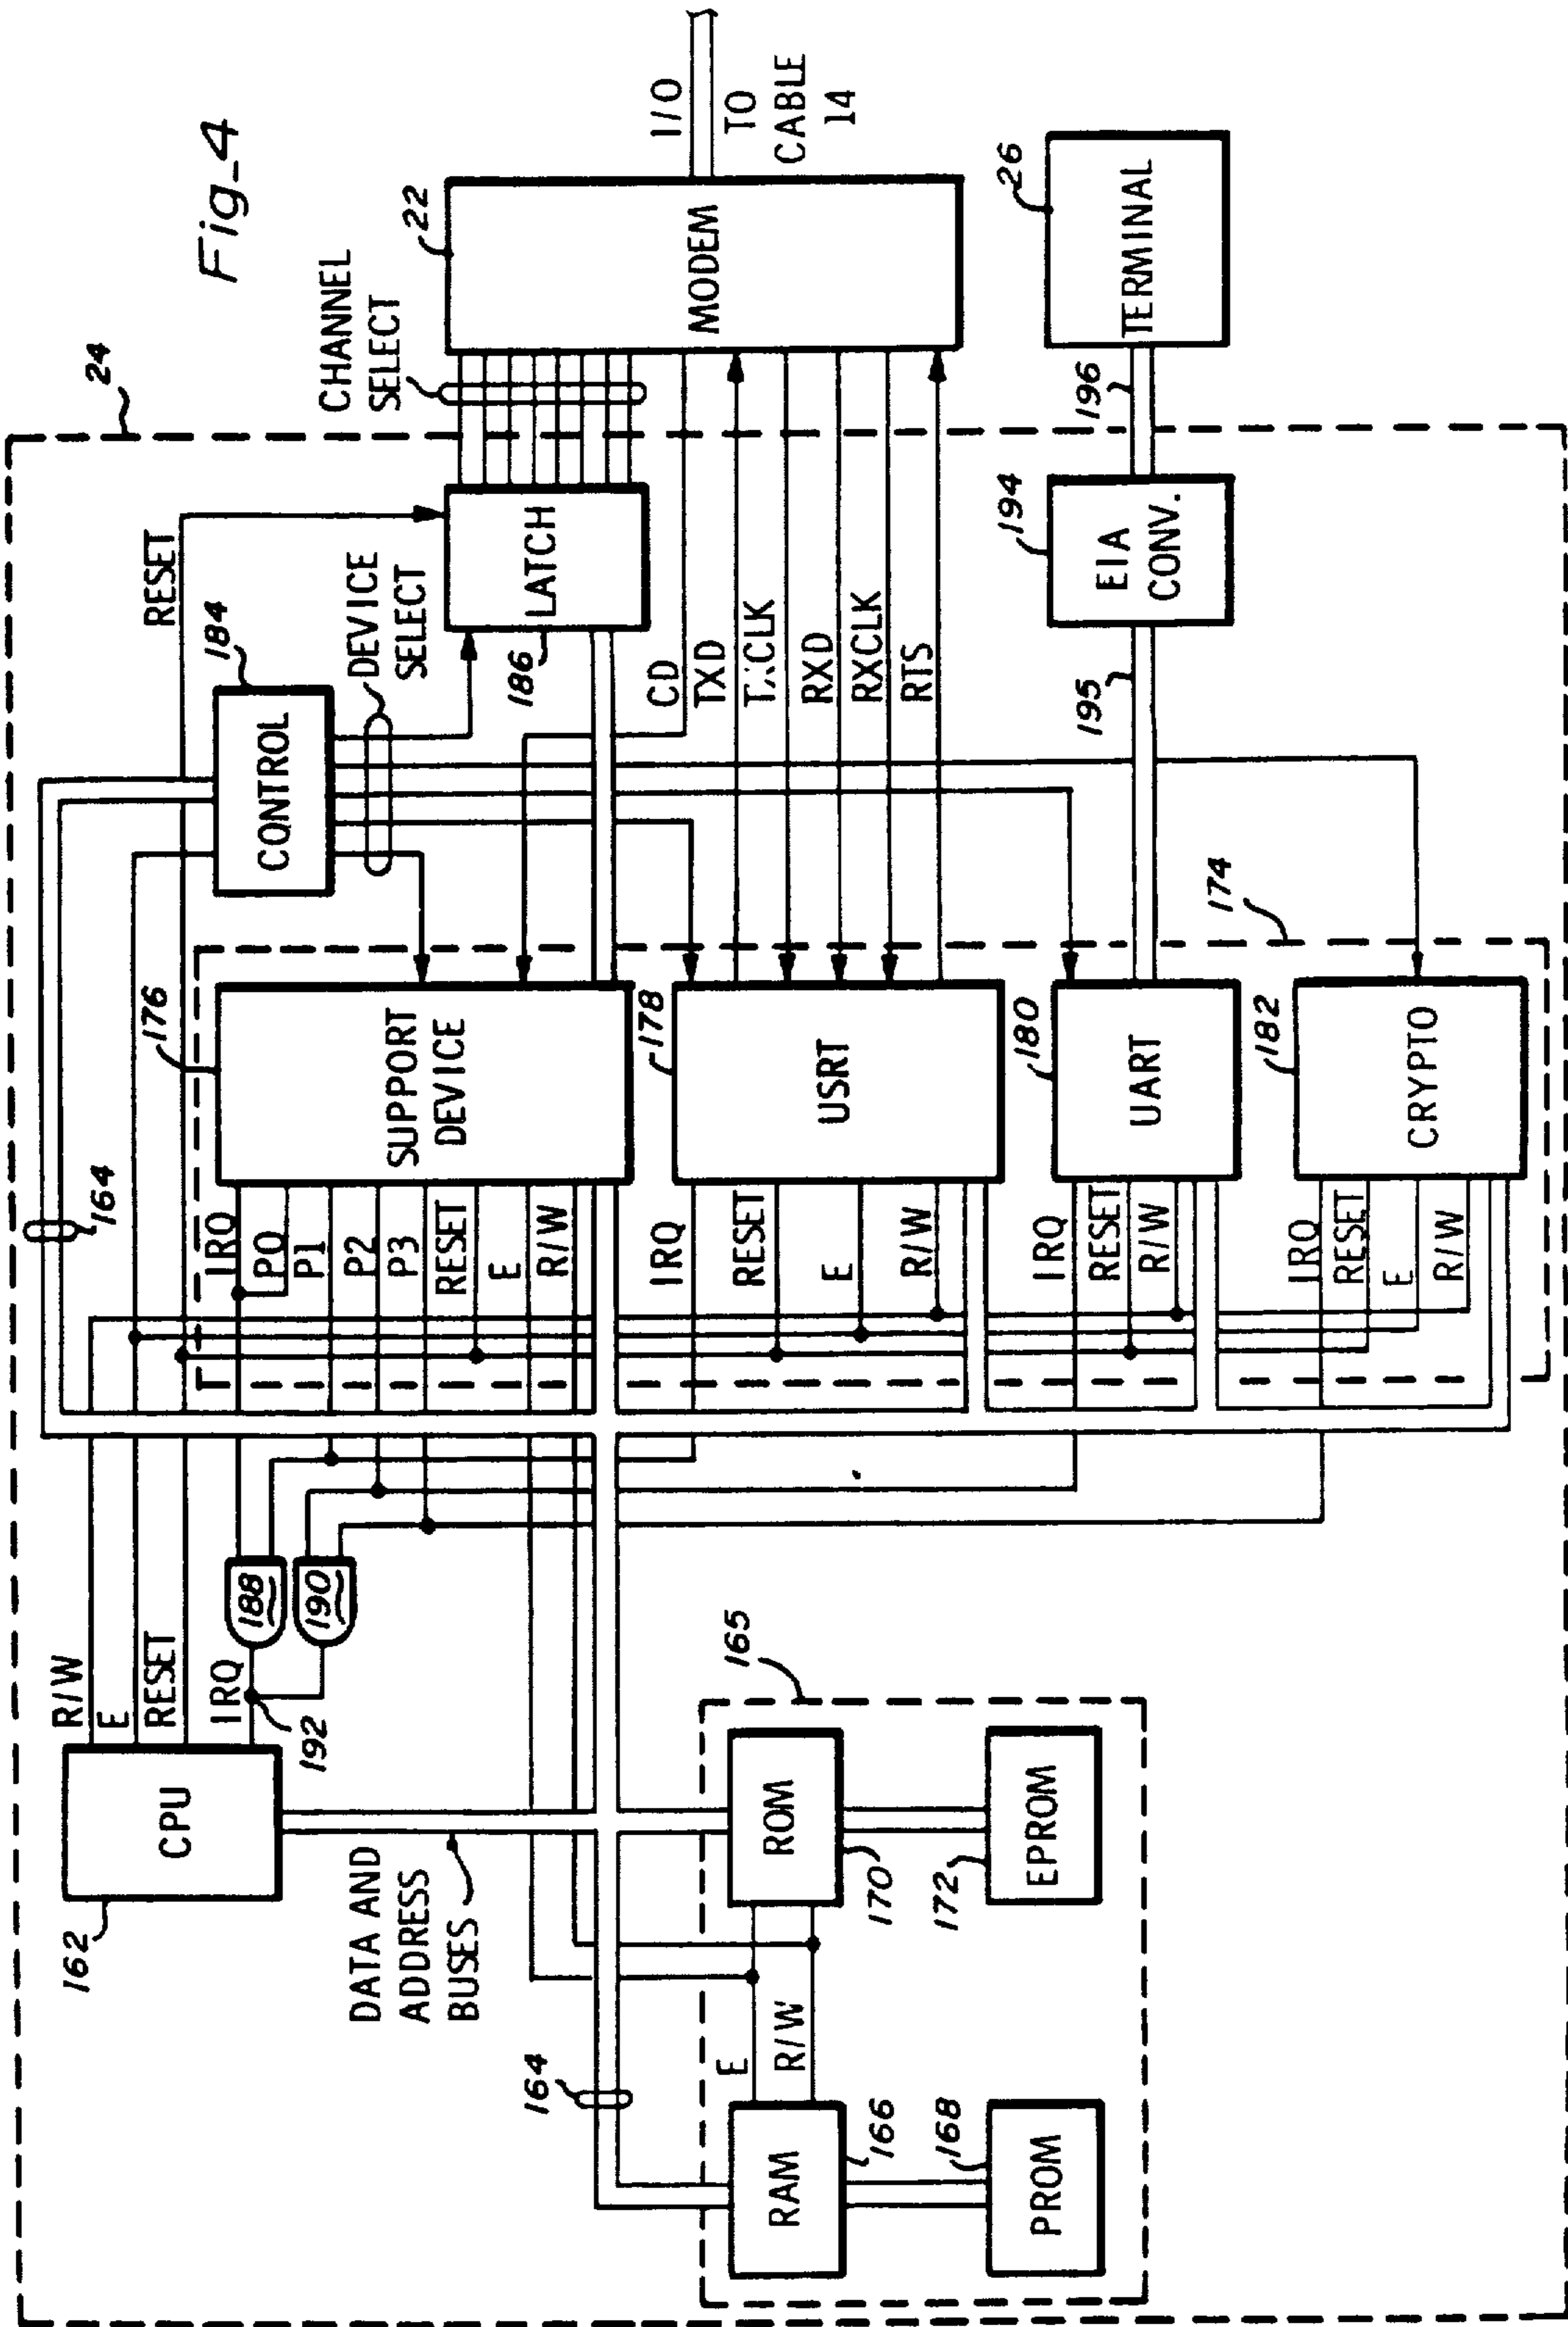 Fig_4
24
164
R/W
E
RESET
IRQ
CPU
162
192
188
190
DATA AND
ADDRESS
BUSES
164
165
E
R/W
RAM
166
ROM
170
PROM
168
EPROM
172
IRQ
P0
P1
P2
P3
RESET
E
R/W
SUPPORT
DEVICE
176
IRQ
RESET
E
R/W
USRT
178
IRQ
RESET
R/W
UART
180
IRQ
RESET
E
R/W
CRYPTO
182
174
CONTROL
184
DEVICE
SELECT
RESET
LATCH
186
CHANNEL
SELECT
MODEM
22
I/O
TO
CABLE
14
CD
TXD
TXCLK
RXD
RXCLK
RTS
195
EIA
CONV.
194
196
TERMINAL
26